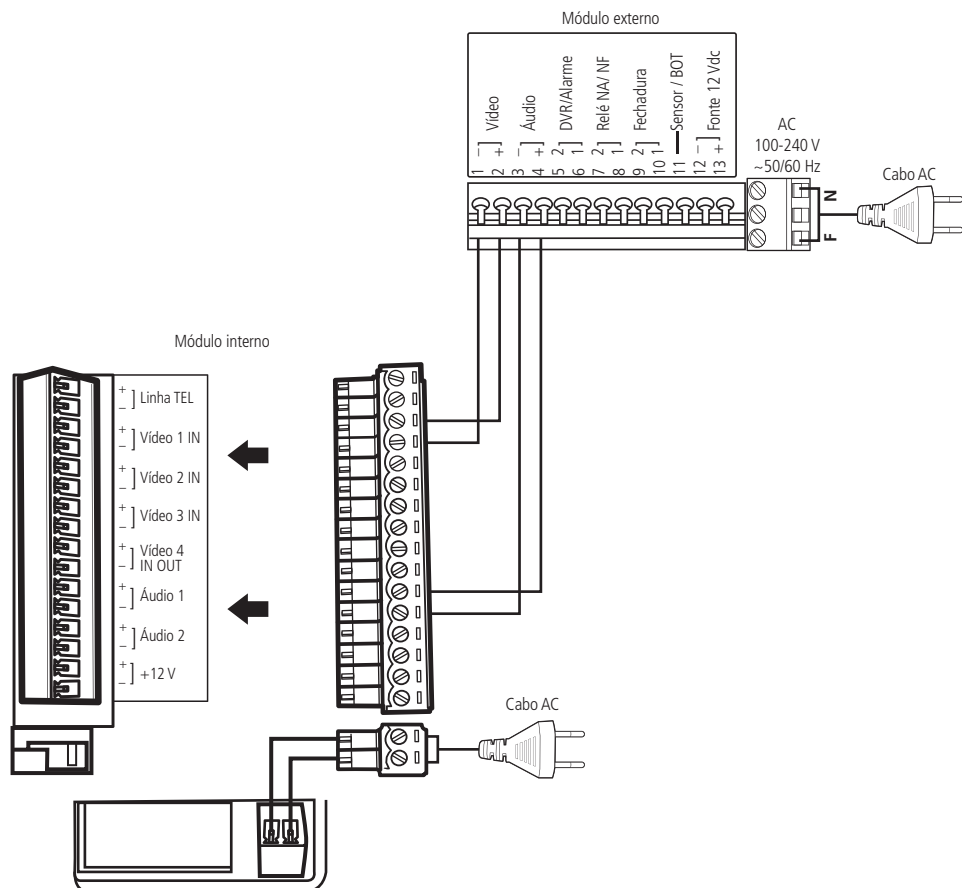 Módulo externo
1 −
2 + ] Vídeo
3 −
4 + ] Áudio
5 2
6 1 ] DVR/Alarme
7 2
8 1 ] Relé NA/ NF
9 2
10 1 ] Fechadura
11 — Sensor / BOT
12 −
13 + ] Fonte 12 Vdc
AC
100-240 V
~50/60 Hz
N
F
Cabo AC
Módulo interno
+
− ] Linha TEL
+
− ] Vídeo 1 IN
+
− ] Vídeo 2 IN
+
− ] Vídeo 3 IN
+
− ] Vídeo 4
IN OUT
+
− ] Áudio 1
+
− ] Áudio 2
+
− ] +12 V
Cabo AC